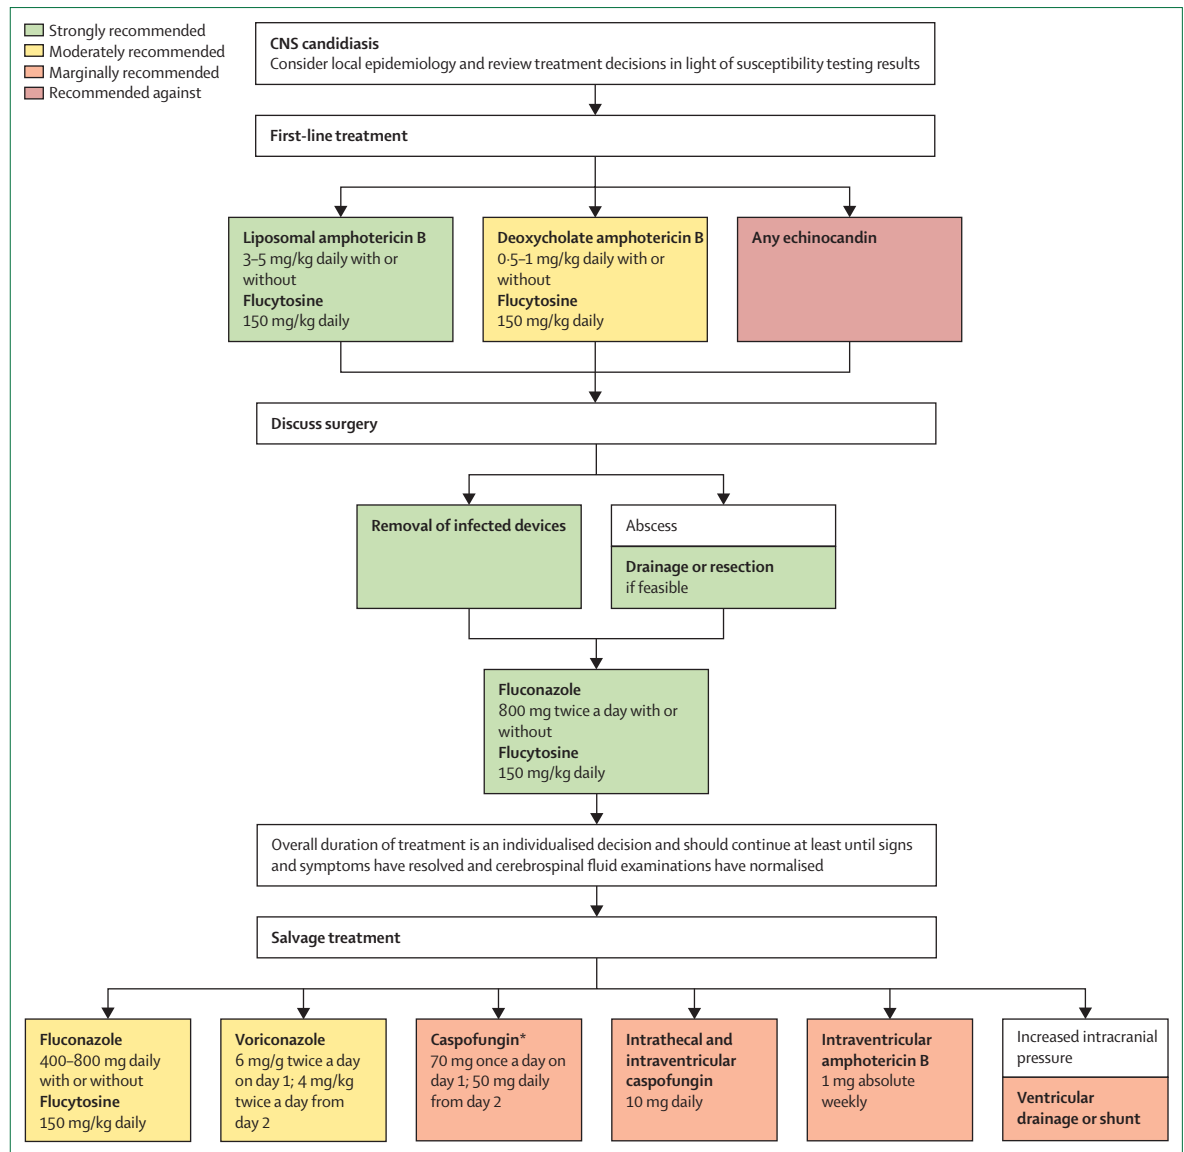 Strongly recommended
Moderately recommended
Marginally recommended
Recommended against
CNS candidiasis
Consider local epidemiology and review treatment decisions in light of susceptibility testing results
First-line treatment
Liposomal amphotericin B
3–5 mg/kg daily with or
without
Flucytosine
150 mg/kg daily
Deoxycholate amphotericin B
0·5–1 mg/kg daily with or
without
Flucytosine
150 mg/kg daily
Any echinocandin
Discuss surgery
Removal of infected devices
Abscess
Drainage or resection
if feasible
Fluconazole
800 mg twice a day with or
without
Flucytosine
150 mg/kg daily
Overall duration of treatment is an individualised decision and should continue at least until signs
and symptoms have resolved and cerebrospinal fluid examinations have normalised
Salvage treatment
Fluconazole
400–800 mg daily
with or without
Flucytosine
150 mg/kg daily
Voriconazole
6 mg/g twice a day
on day 1; 4 mg/kg
twice a day from
day 2
Caspofungin*
70 mg once a day on
day 1; 50 mg daily
from day 2
Intrathecal and
intraventricular
caspofungin
10 mg daily
Intraventricular
amphotericin B
1 mg absolute
weekly
Increased intracranial
pressure
Ventricular
drainage or shunt